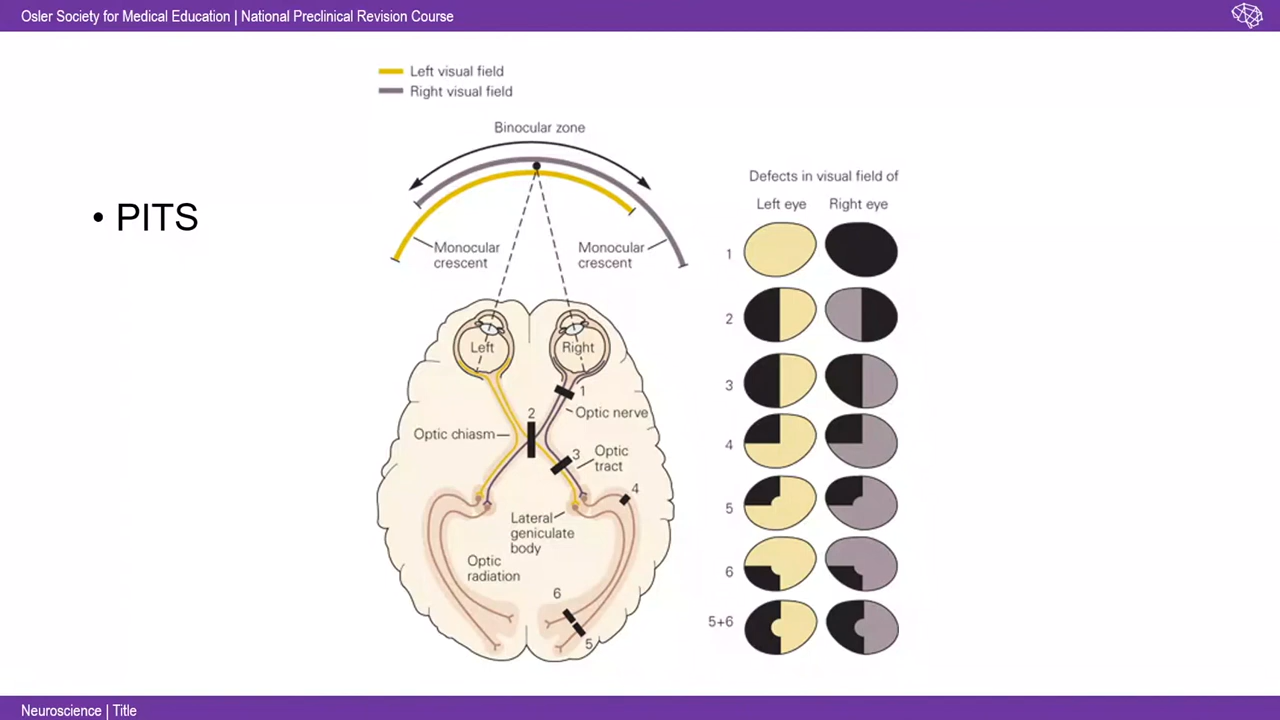 Osler Society for Medical Education | National Preclinical Revision Course
• PITS
Left visual field
Right visual field
Binocular zone
Monocular
crescent
Monocular
crescent
Left
Right
1
Optic nerve
2
Optic chiasm
3
Optic
tract
4
Lateral
geniculate
body
Optic
radiation
6
5
Defects in visual field of
Left eye
Right eye
1
2
3
4
5
6
5+6
Neuroscience | Title